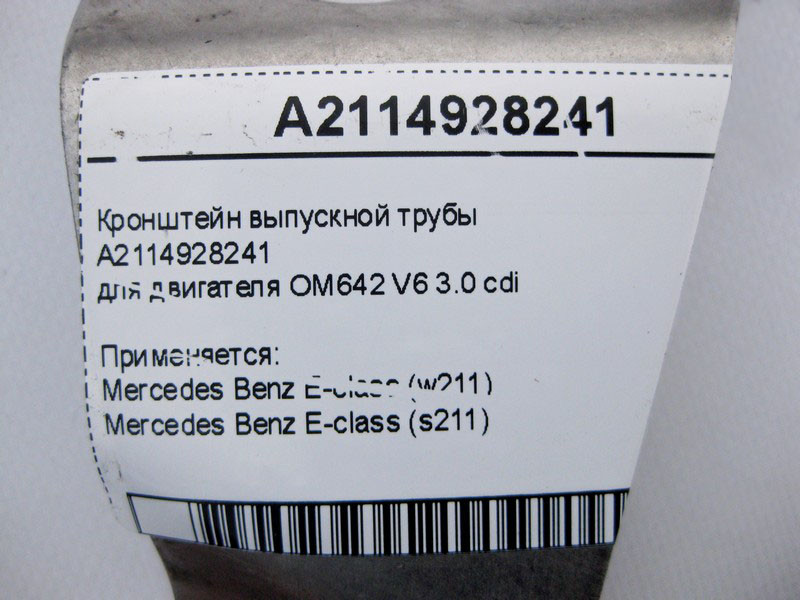 A2114928241
Кронштейн выпускной трубы
A2114928241
для двигателя OM642 V6 3.0 cdi
Применяется:
Mercedes Benz E-class (w211)
Mercedes Benz E-class (s211)